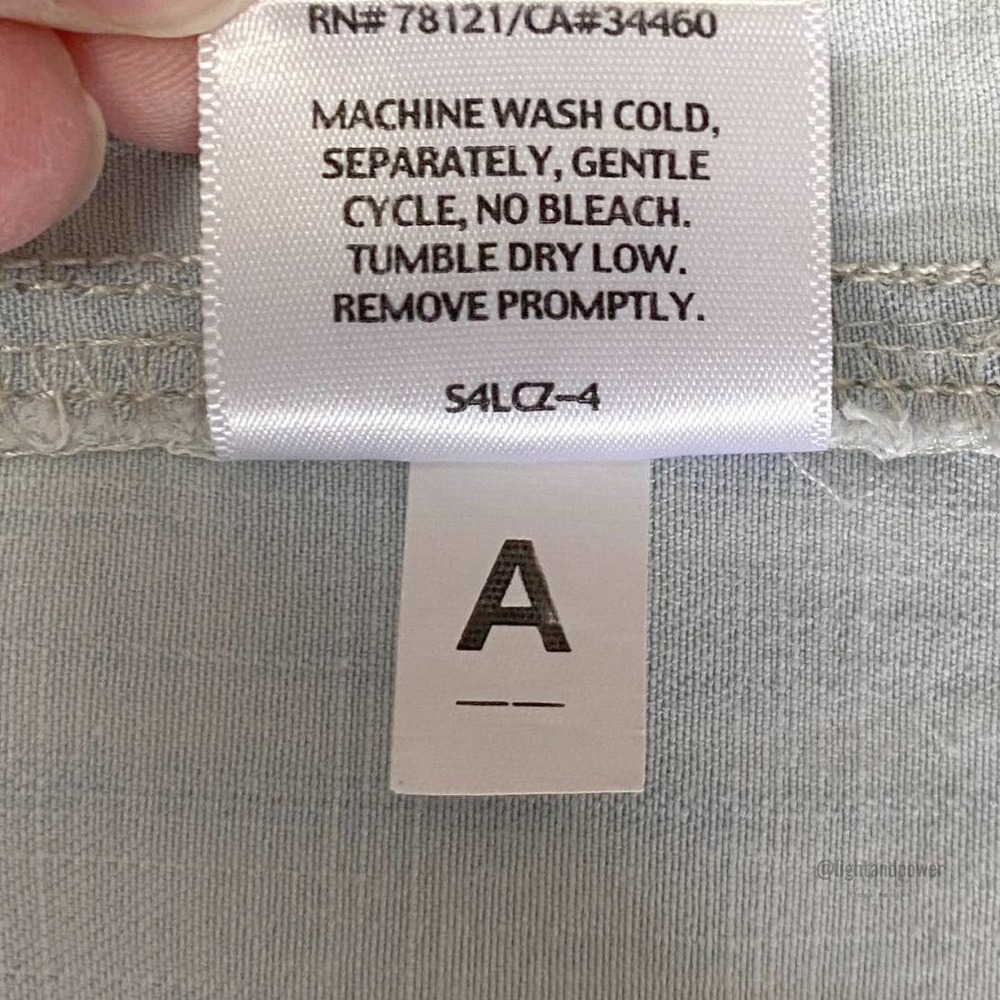 RN# 78121/CA#34460
MACHINE WASH COLD,
SEPARATELY, GENTLE
CYCLE, NO BLEACH.
TUMBLE DRY LOW.
REMOVE PROMPTLY.
S4LCZ-4
A
@lightandpower